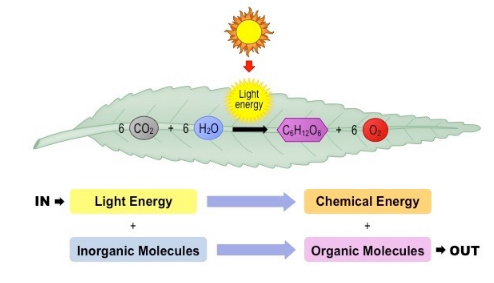 Light
energy
6 CO₂ + 6 H₂O C₆H₁₂O₆ + 6 O₂
IN ➡ Light Energy Chemical Energy
+ +
Inorganic Molecules Organic Molecules ➡ OUT